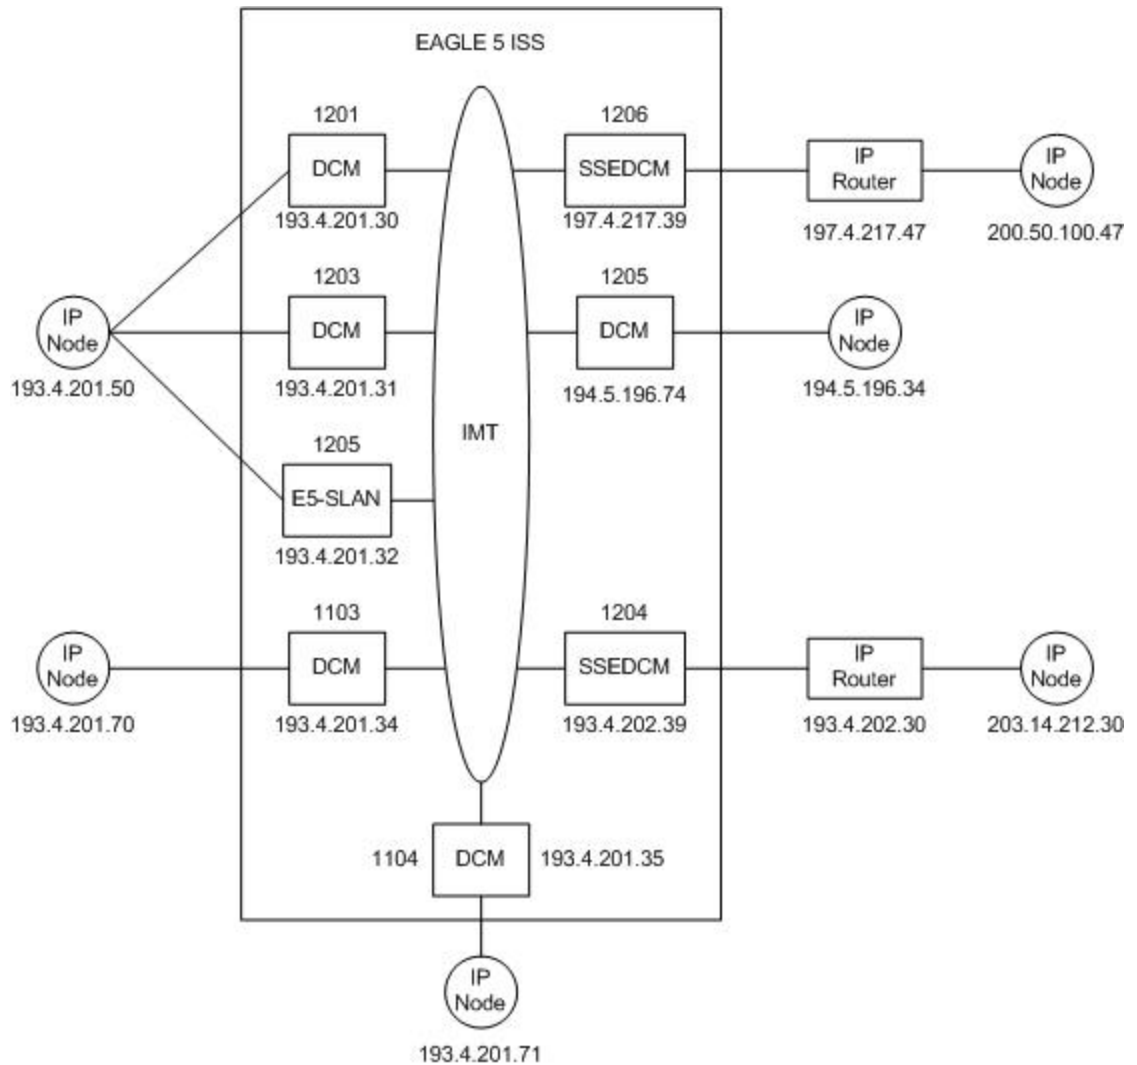 EAGLE 5 ISS
1201
DCM
193.4.201.30
1206
SSEDCM
197.4.217.39
IP
Router
197.4.217.47
IP
Node
200.50.100.47
IP
Node
193.4.201.50
1203
DCM
193.4.201.31
1205
DCM
194.5.196.74
IP
Node
194.5.196.34
IMT
1205
E5-SLAN
193.4.201.32
IP
Node
193.4.201.70
1103
DCM
193.4.201.34
1204
SSEDCM
193.4.202.39
IP
Router
193.4.202.30
IP
Node
203.14.212.30
1104
DCM
193.4.201.35
IP
Node
193.4.201.71